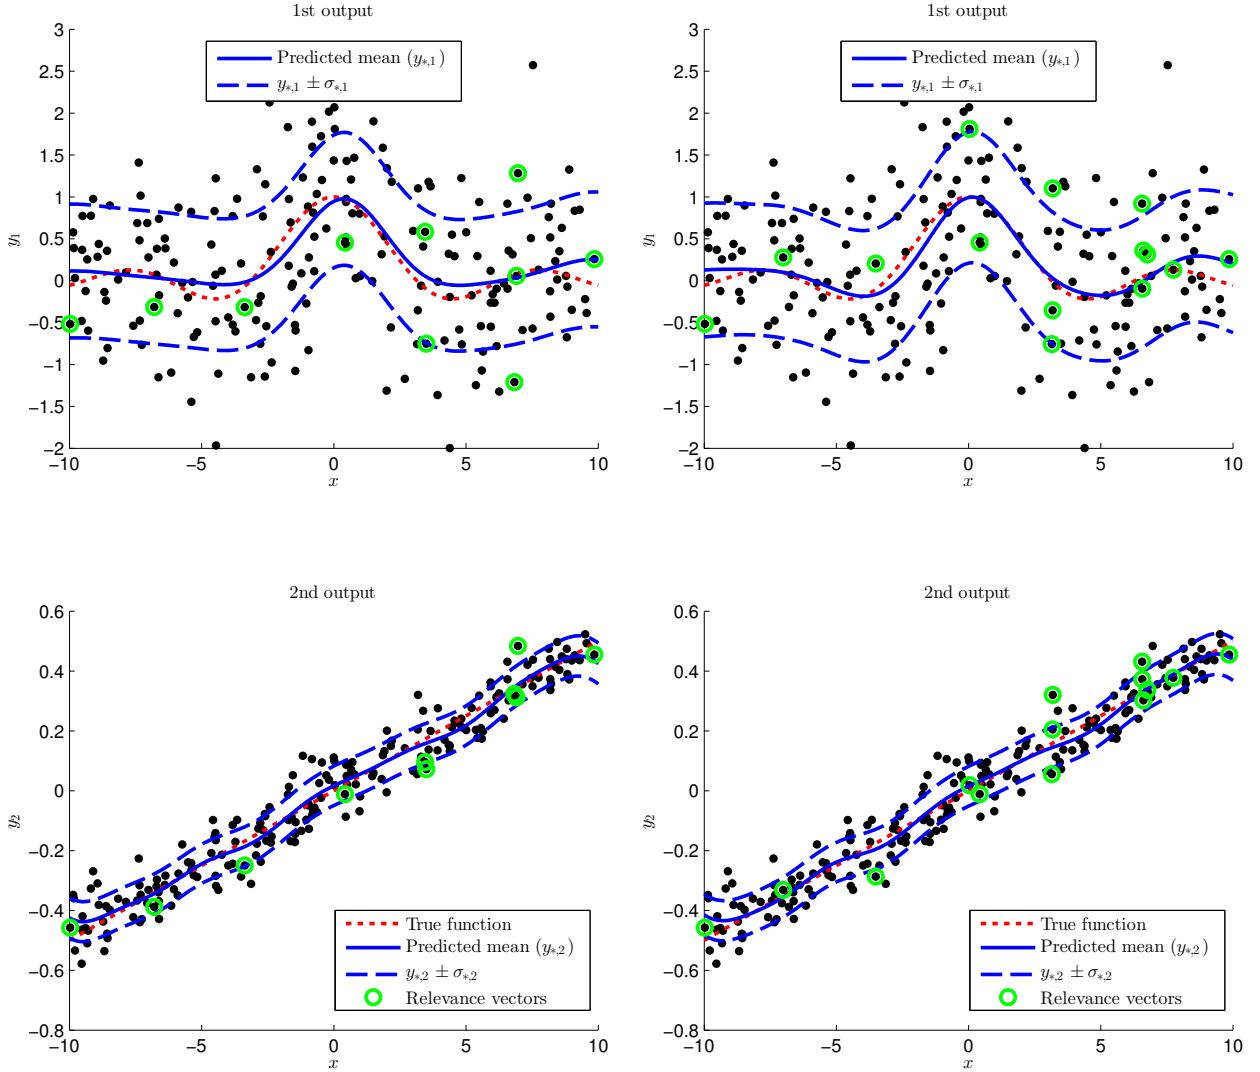 1st output
3
2.5
2
1.5
1
0.5
0
−0.5
−1
−1.5
−2
−10
−5
0
5
10
x
y₁
Predicted mean (y∗,₁)
y∗,₁ ± σ∗,₁
1st output
3
2.5
2
1.5
1
0.5
0
−0.5
−1
−1.5
−2
−10
−5
0
5
10
x
y₁
Predicted mean (y∗,₁)
y∗,₁ ± σ∗,₁
2nd output
0.6
0.4
0.2
0
−0.2
−0.4
−0.6
−0.8
−10
−5
0
5
10
x
y₂
True function
Predicted mean (y∗,₂)
y∗,₂ ± σ∗,₂
Relevance vectors
2nd output
0.6
0.4
0.2
0
−0.2
−0.4
−0.6
−0.8
−10
−5
0
5
10
x
y₂
True function
Predicted mean (y∗,₂)
y∗,₂ ± σ∗,₂
Relevance vectors